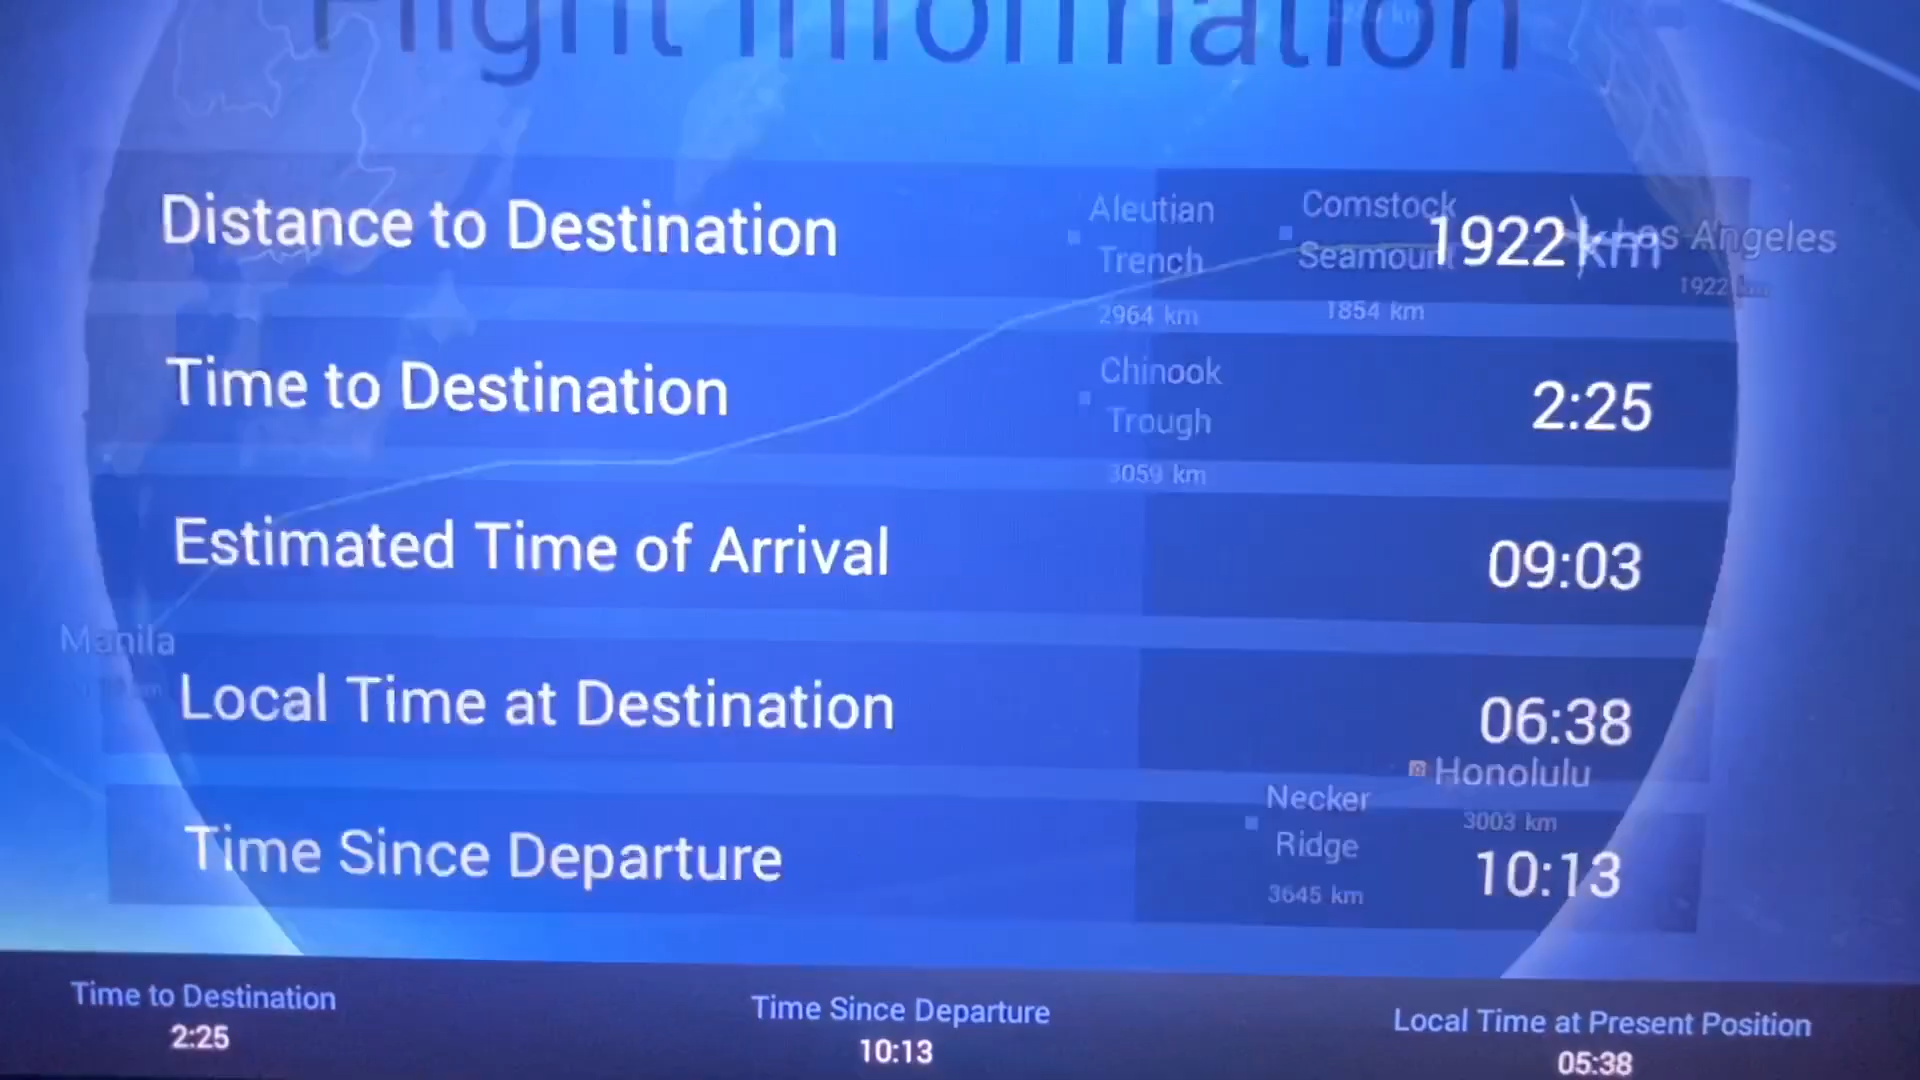 Flight Information
Distance to Destination
1922 km
Time to Destination
2:25
Estimated Time of Arrival
09:03
Local Time at Destination
06:38
Time Since Departure
10:13
Aleutian
Trench
2964 km
Comstock
Seamount
1854 km
Los Angeles
1922 km
Chinook
Trough
3059 km
Manila
Honolulu
3003 km
Necker
Ridge
3645 km
Time to Destination
2:25
Time Since Departure
10:13
Local Time at Present Position
05:38